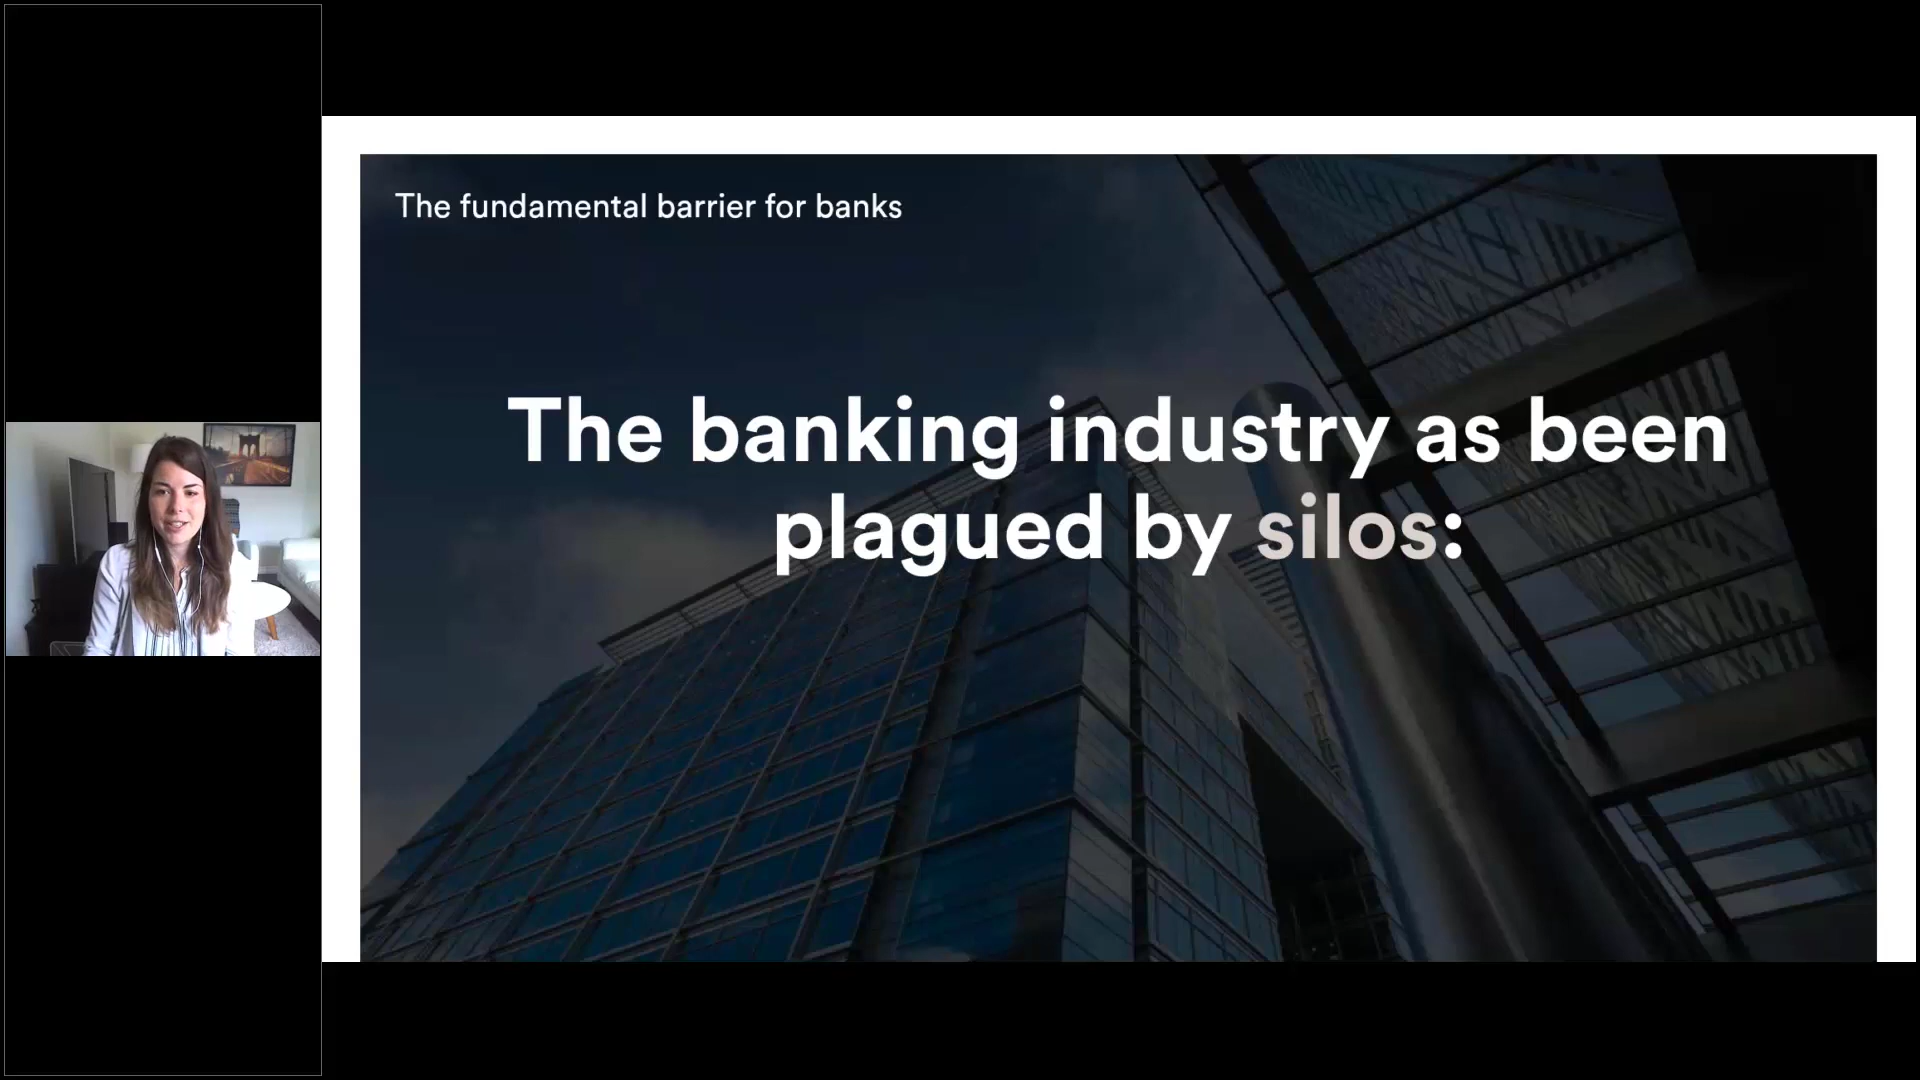 The fundamental barrier for banks
The banking industry as been
plagued by silos: